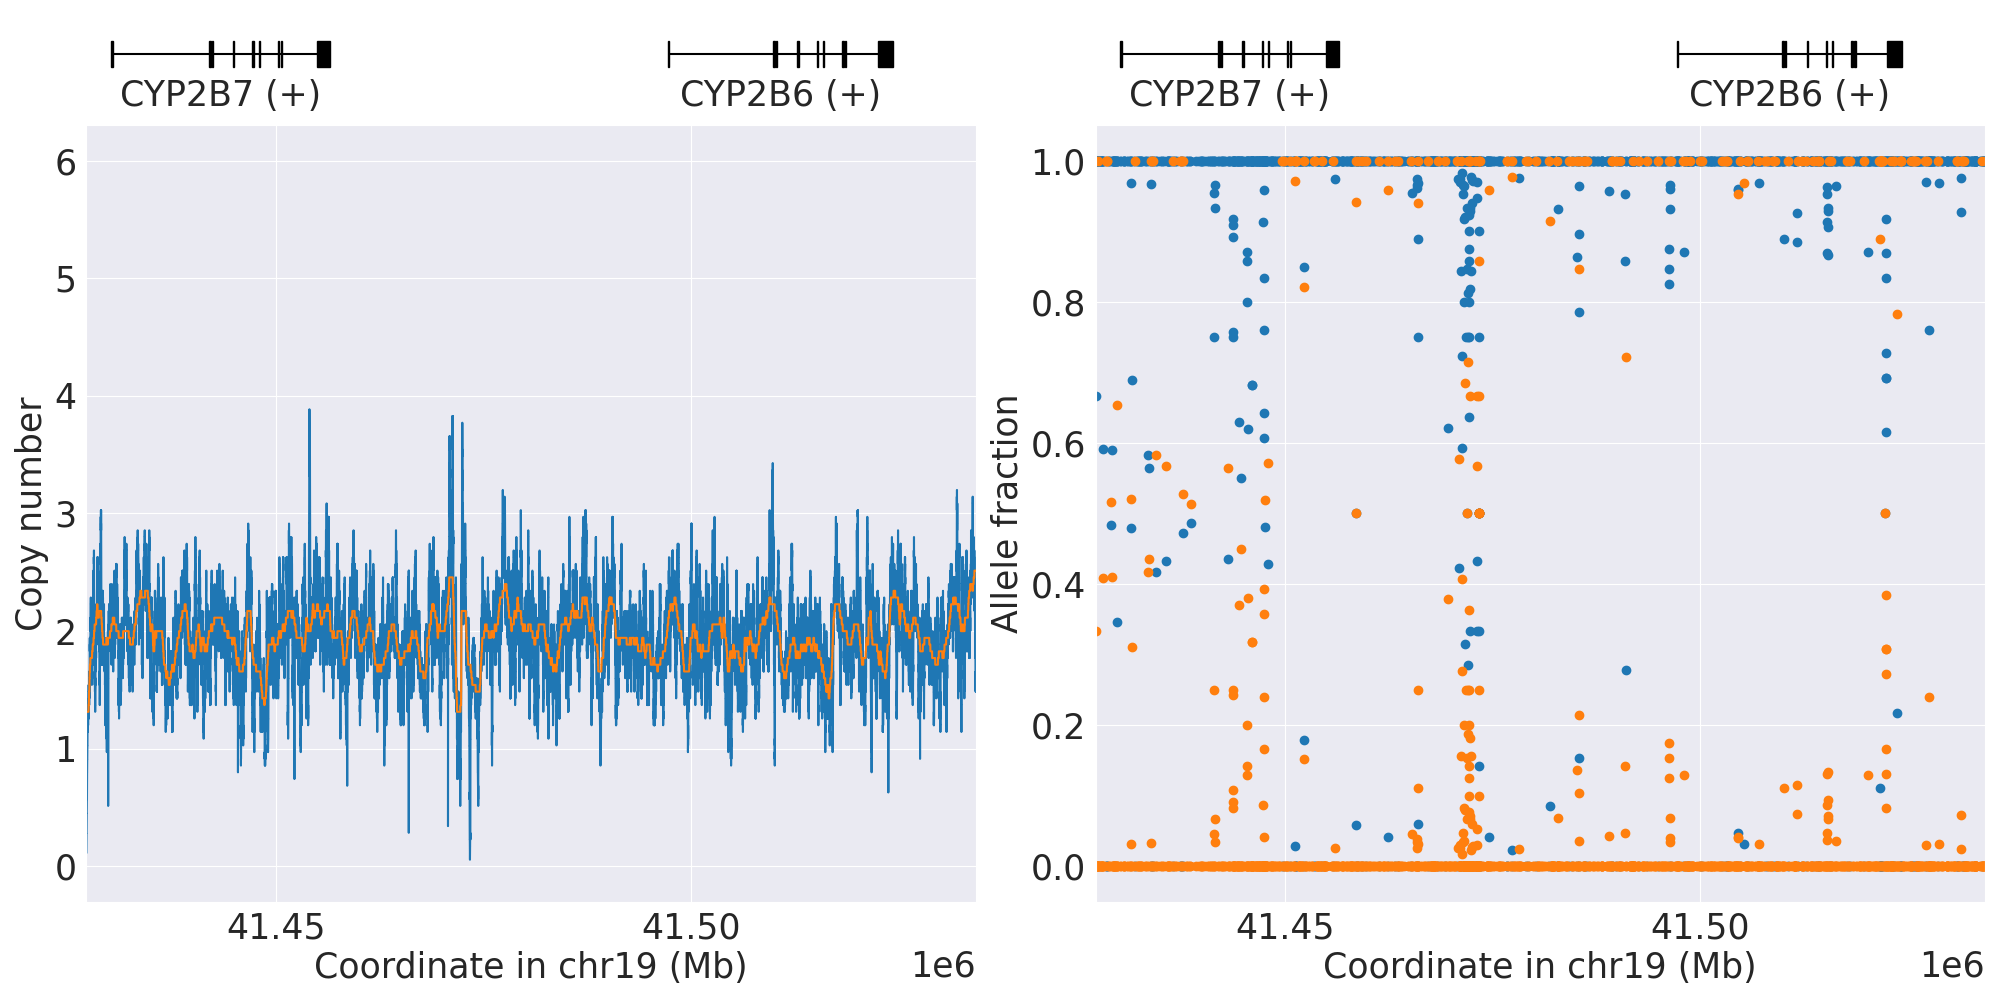 CYP2B7 (+) CYP2B6 (+)
6
5
4
3
2
1
0
Copy number
41.45 41.50
Coordinate in chr19 (Mb) 1e6
CYP2B7 (+) CYP2B6 (+)
1.0
0.8
0.6
0.4
0.2
0.0
Allele fraction
41.45 41.50
Coordinate in chr19 (Mb) 1e6